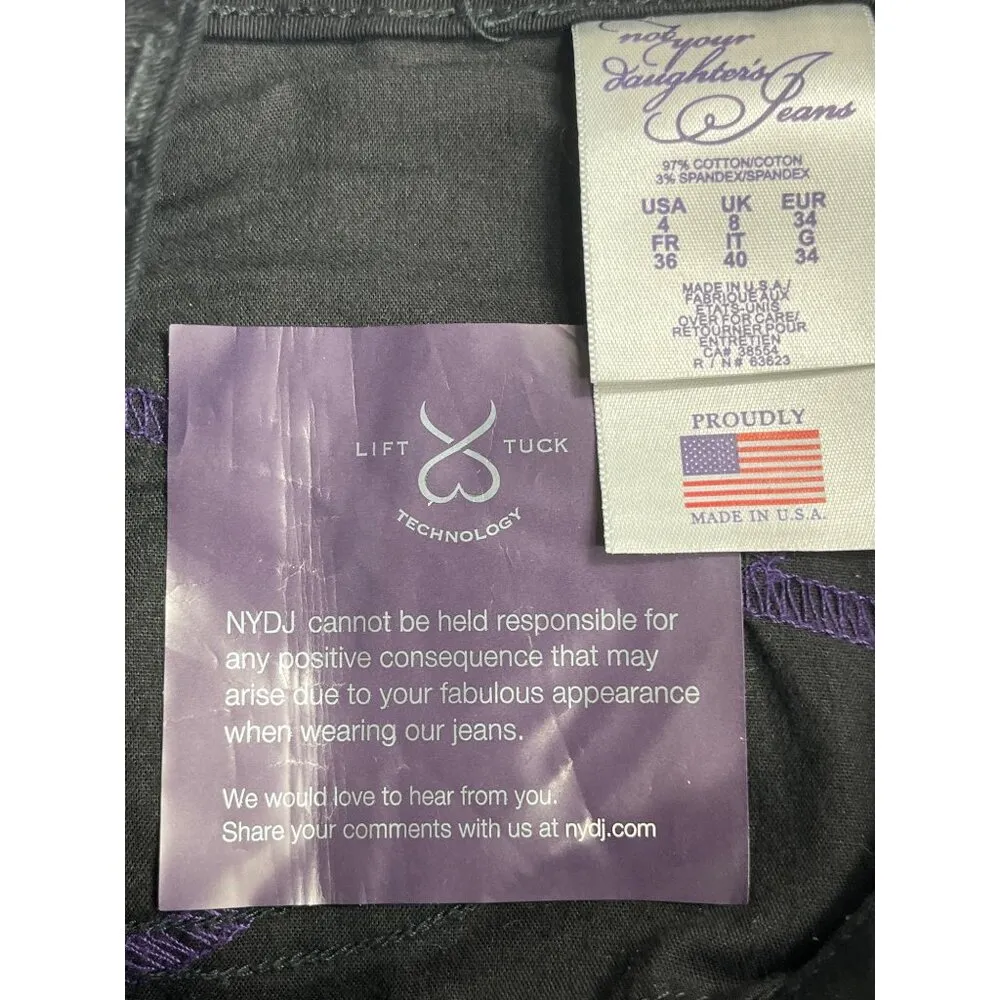 not your
daughter's
Jeans
97% COTTON/COTON
3% SPANDEX/SPANDEX
USA UK EUR
4 8 34
FR IT G
36 40 34
MADE IN U.S.A./
FABRIQUE AUX
ETATS-UNIS
OVER FOR CARE/
RETOURNER POUR
ENTRETIEN
CA# 38554
R / N # 63623
PROUDLY
MADE IN U.S.A.
LIFT TUCK
TECHNOLOGY
NYDJ cannot be held responsible for
any positive consequence that may
arise due to your fabulous appearance
when wearing our jeans.
We would love to hear from you.
Share your comments with us at nydj.com